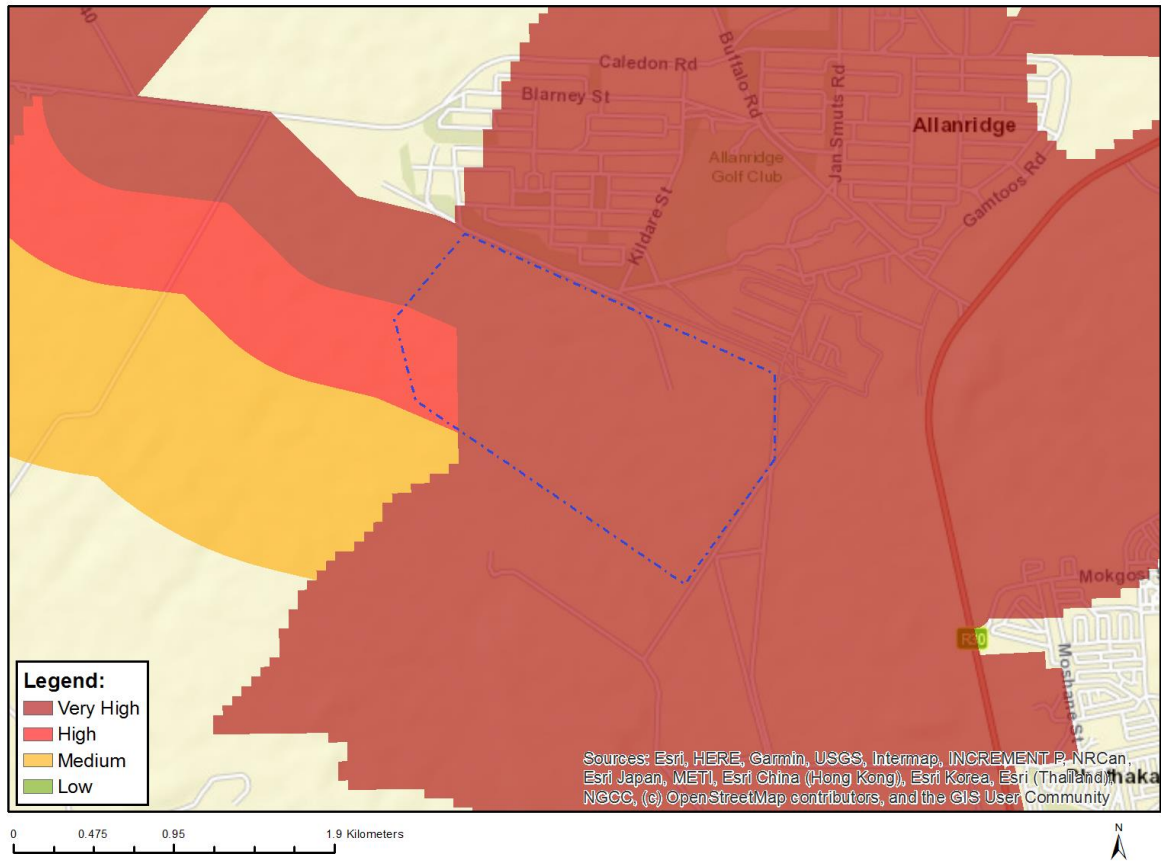 40
Caledon Rd
Buffalo Rd
Blarney St
Jan Smuts Rd
Allanridge
Allanridge
Golf Club
Gamtoos Rd
Kildare St
Mokgosi
R30
Moshane St
Legend:
Very High
High
Medium
Low
Sources: Esri, HERE, Garmin, USGS, Intermap, INCREMENT P, NRCan,
Esri Japan, METI, Esri China (Hong Kong), Esri Korea, Esri (Thailand),
NGCC, (c) OpenStreetMap contributors, and the GIS User Community
0 0.475 0.95 1.9 Kilometers
N